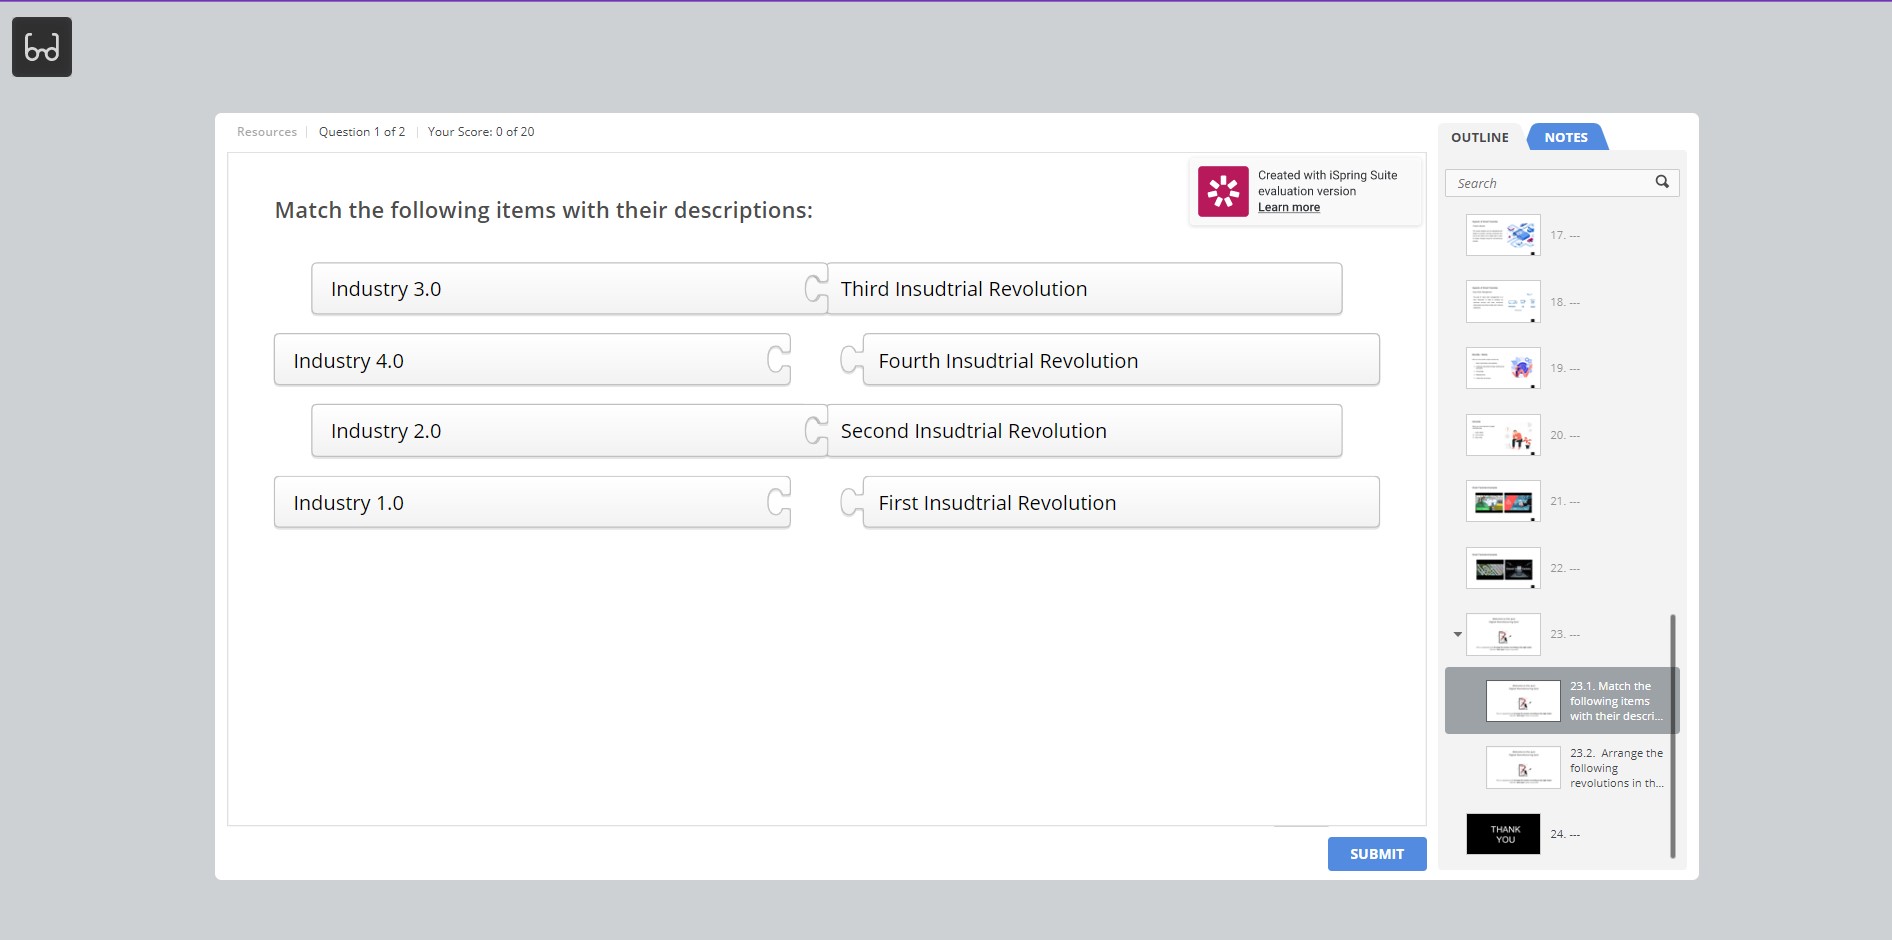 Resources
Question 1 of 2
Your Score: 0 of 20
Created with iSpring Suite
evaluation version
Learn more
Match the following items with their descriptions:
Industry 3.0
Third Insudtrial Revolution
Industry 4.0
Fourth Insudtrial Revolution
Industry 2.0
Second Insudtrial Revolution
Industry 1.0
First Insudtrial Revolution
SUBMIT
OUTLINE
NOTES
Search
17. ---
18. ---
19. ---
20. ---
21. ---
22. ---
23. ---
23.1. Match the
following items
with their descri...
23.2. Arrange the
following
revolutions in th...
THANK
YOU
24. ---